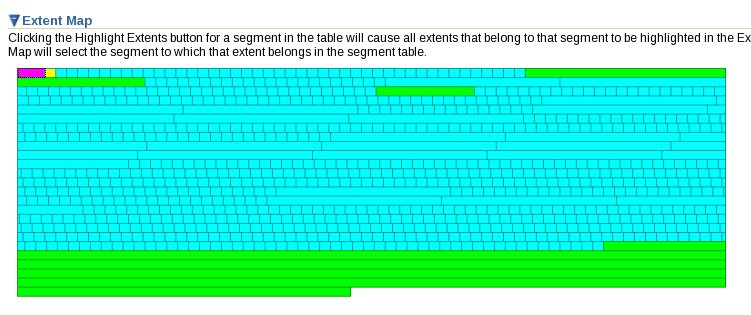 Extent Map
Clicking the Highlight Extents button for a segment in the table will cause all extents that belong to that segment to be highlighted in the Ex
Map will select the segment to which that extent belongs in the segment table.